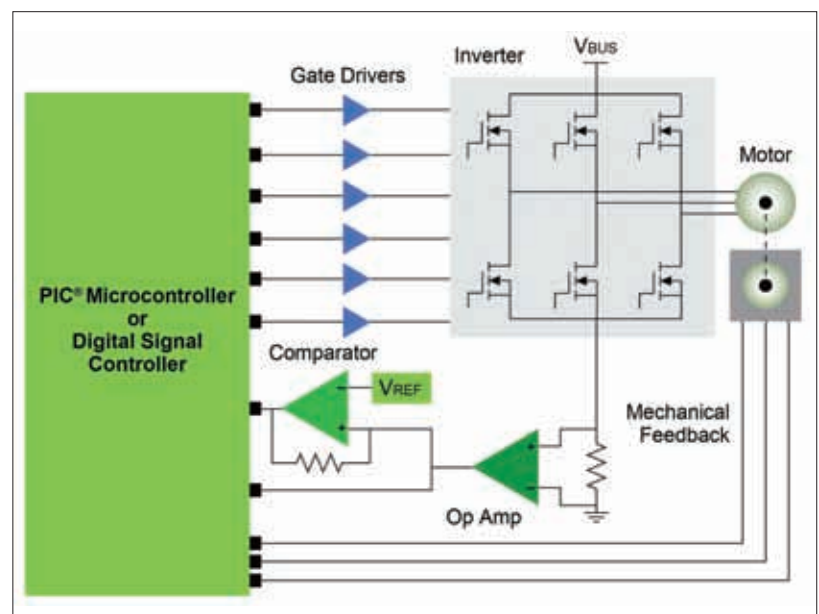 VBUS
Inverter
Gate Drivers
Motor
PIC® Microcontroller
or
Digital Signal
Controller
Comparator
VREF
Mechanical
Feedback
Op Amp